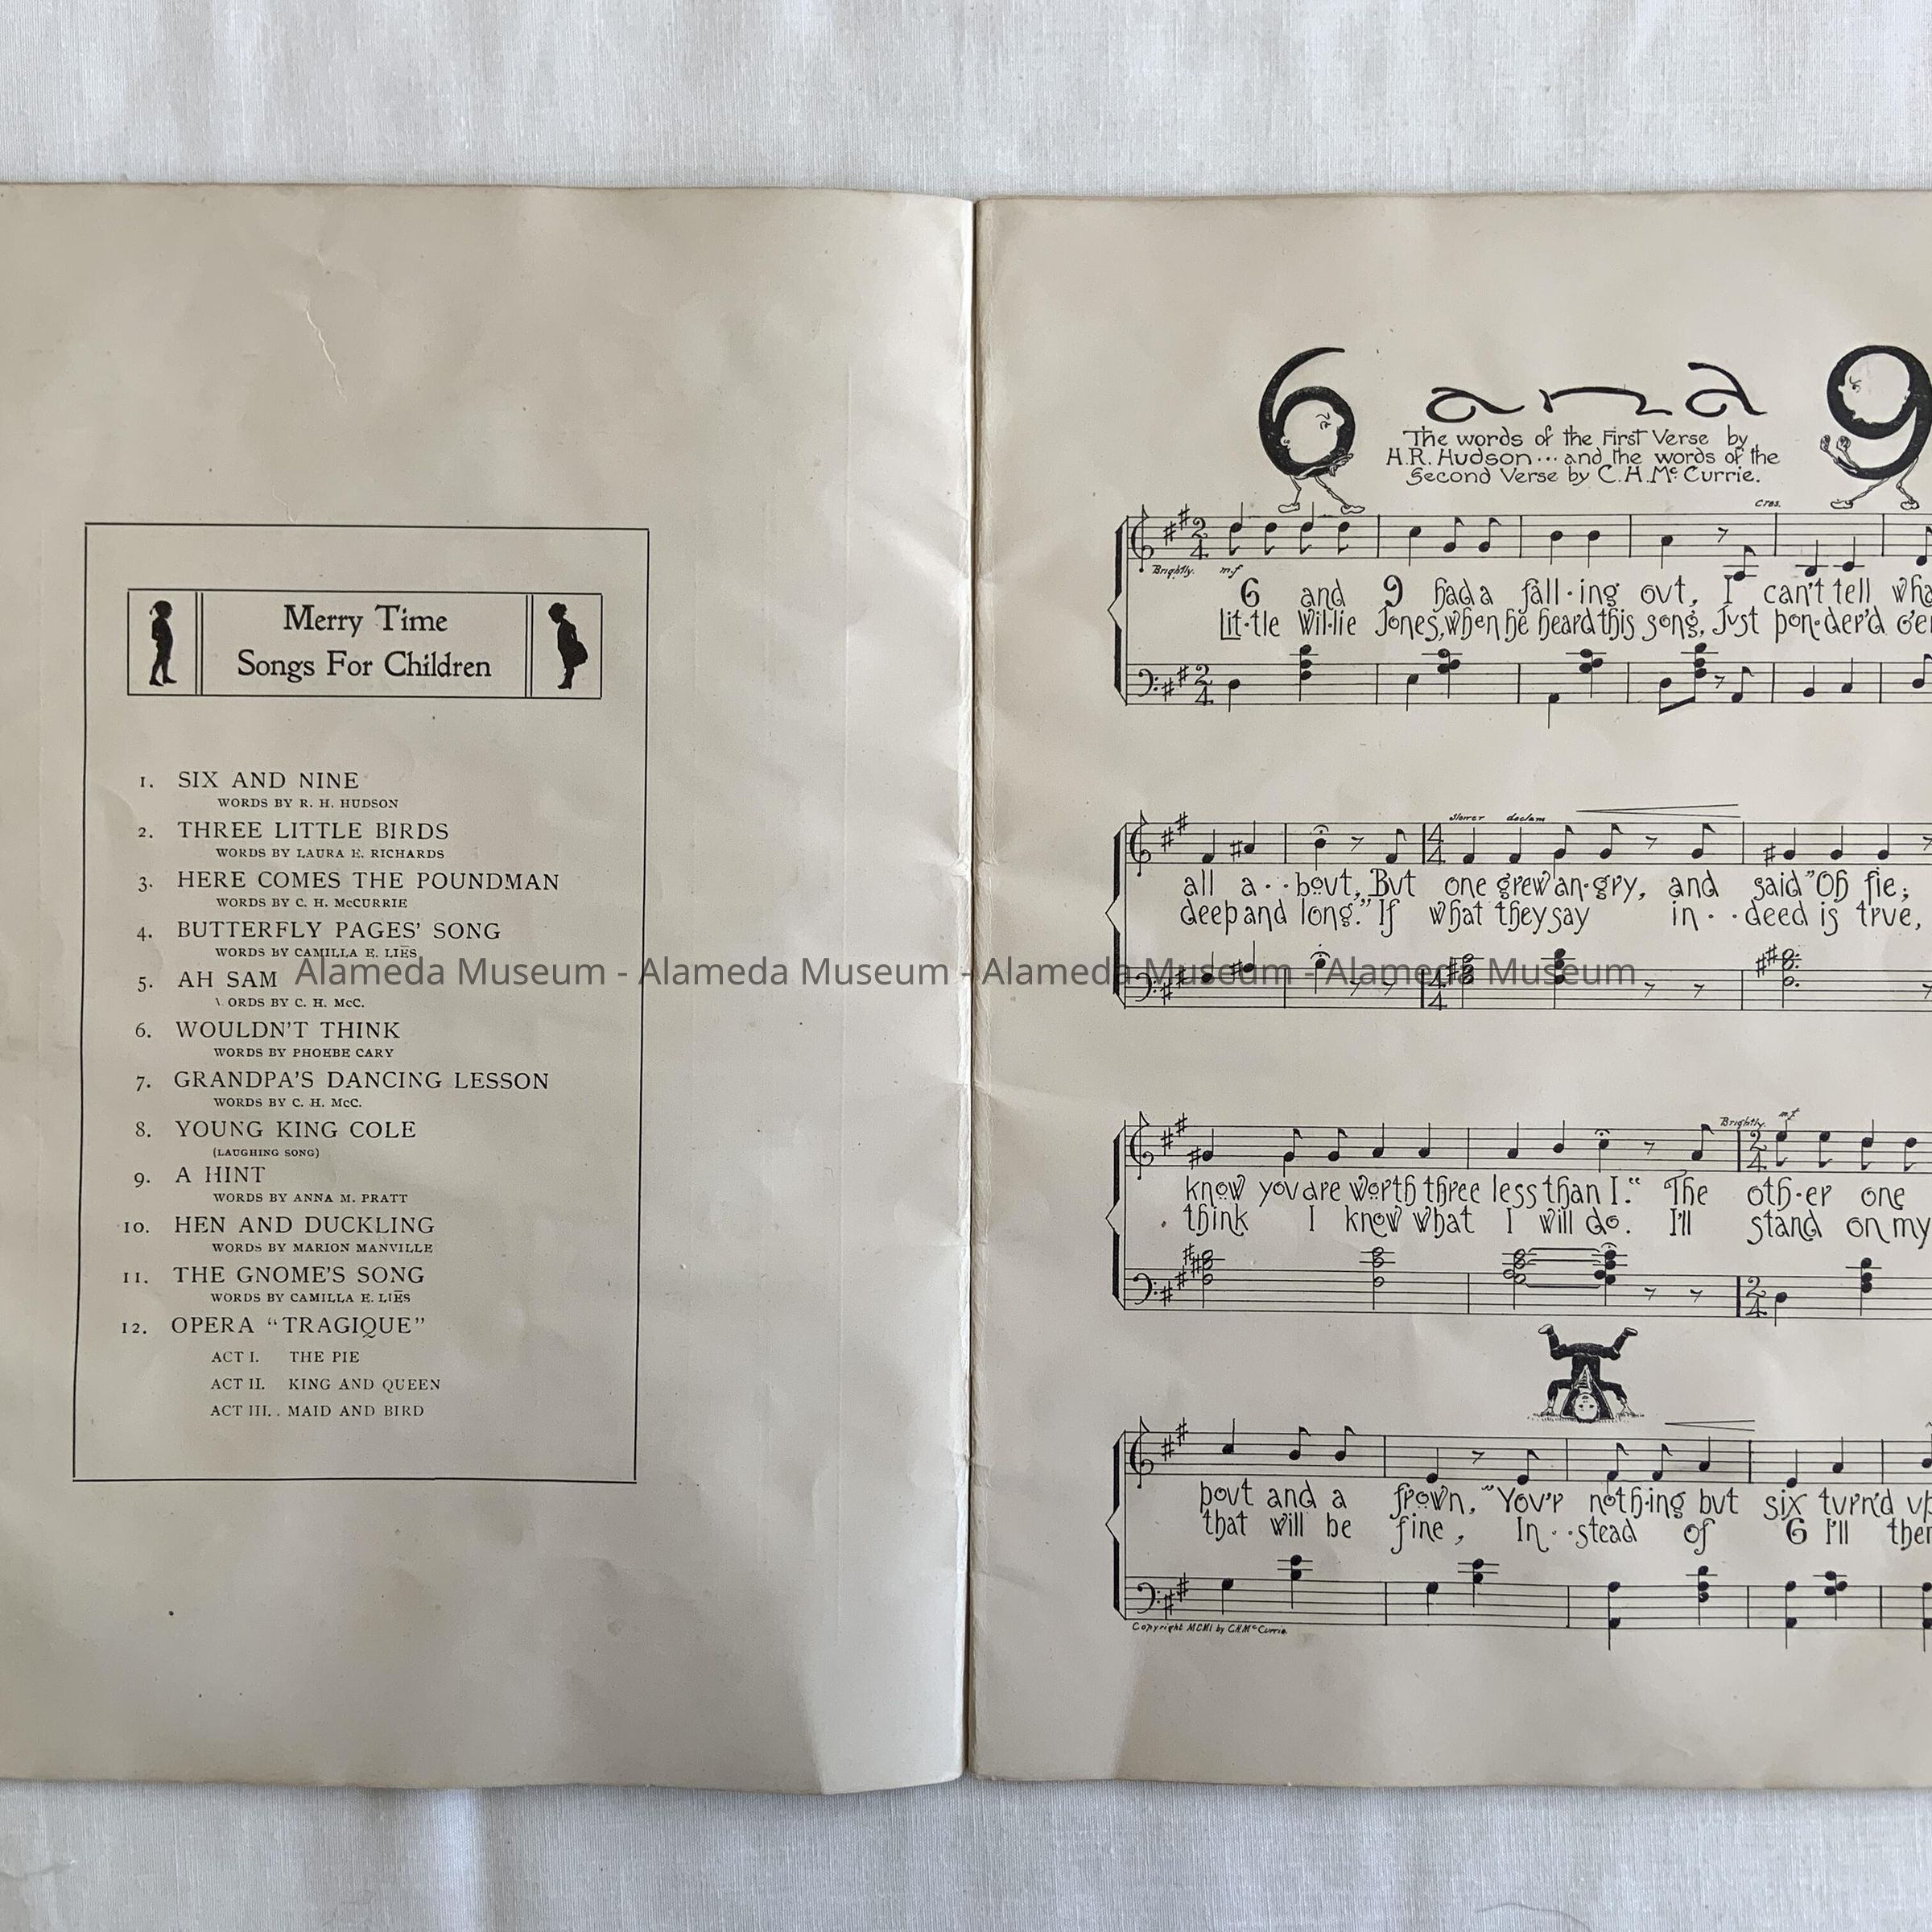 Merry Time
Songs For Children
1. SIX AND NINE
WORDS BY R. H. HUDSON
2. THREE LITTLE BIRDS
WORDS BY LAURA E. RICHARDS
3. HERE COMES THE POUNDMAN
WORDS BY C. H. McCURRIE
4. BUTTERFLY PAGES' SONG
WORDS BY CAMILLA E. LIĒS
5. AH SAM
ORDS BY C. H. McC.
6. WOULDN'T THINK
WORDS BY PHOEBE CARY
7. GRANDPA'S DANCING LESSON
WORDS BY C. H. McC.
8. YOUNG KING COLE
(LAUGHING SONG)
9. A HINT
WORDS BY ANNA M. PRATT
10. HEN AND DUCKLING
WORDS BY MARION MANVILLE
11. THE GNOME'S SONG
WORDS BY CAMILLA E. LIĒS
12. OPERA "TRAGIQUE"
ACT I. THE PIE
ACT II. KING AND QUEEN
ACT III. . MAID AND BIRD
Alameda Museum - Alameda Museum - Alameda Museum - Alameda Museum
6 and 9
The words of the First Verse by
H.R. Hudson ... and the words of the
Second Verse by C.H.Mc Currie.
Cres.
Brightly. mf
6 and 9 had a fall-ing out, I can't tell
Lit-tle Wil-lie Jones, when he heard this song, Just pon-der'd o'er
Slower declam
all a--bout, But one grew an-gry, and said "Oh fie;
deep and long." If what they say in--deed is true,
Brightly. mf
know you are worth three less than I." The oth-er one
think I know what I will do. I'll stand on my
pout and a frown, "You'r noth-ing but six turn'd up
that will be fine, In--stead of 6 I'll
Copyright MCMI by C.H.Mc Currie